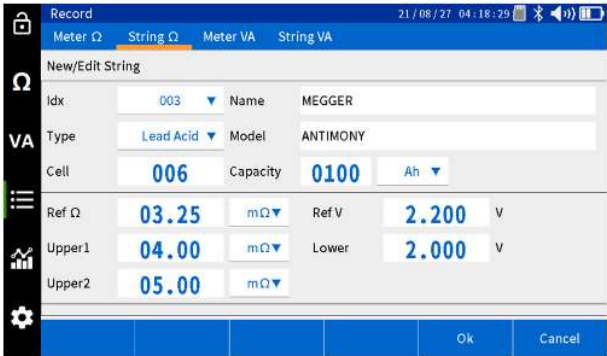 Record 21/08/27 04:18:29
Meter Ω String Ω Meter VA String VA
New/Edit String
Idx 003 ▼ Name MEGGER
Type Lead Acid ▼ Model ANTIMONY
Cell 006 Capacity 0100 Ah ▼
Ref Ω 03.25 mΩ▼ Ref V 2.200 V
Upper1 04.00 mΩ▼ Lower 2.000 V
Upper2 05.00 mΩ▼
Ok Cancel
Ω
VA